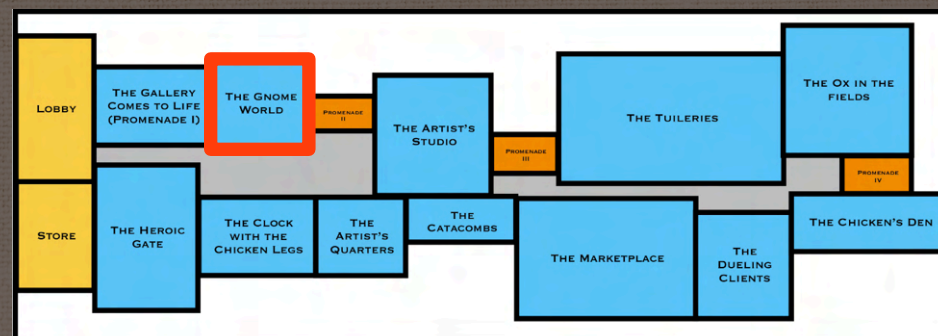 LOBBY
THE GALLERY
COMES TO LIFE
(PROMENADE I)
THE GNOME
WORLD
PROMENADE
II
THE ARTIST'S
STUDIO
PROMENADE
III
THE TUILERIES
THE OX IN THE
FIELDS
PROMENADE
IV
STORE
THE HEROIC
GATE
THE CLOCK
WITH THE
CHICKEN LEGS
THE
ARTIST'S
QUARTERS
THE
CATACOMBS
THE MARKETPLACE
THE
DUELING
CLIENTS
THE CHICKEN'S DEN